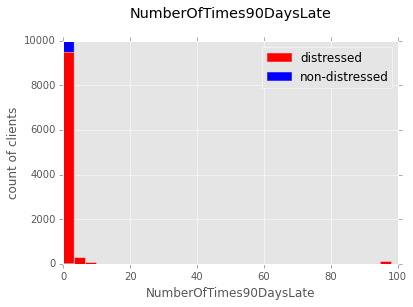 NumberOfTimes90DaysLate
10000
8000
6000
4000
2000
0
count of clients
distressed
non-distressed
0 20 40 60 80 100
NumberOfTimes90DaysLate